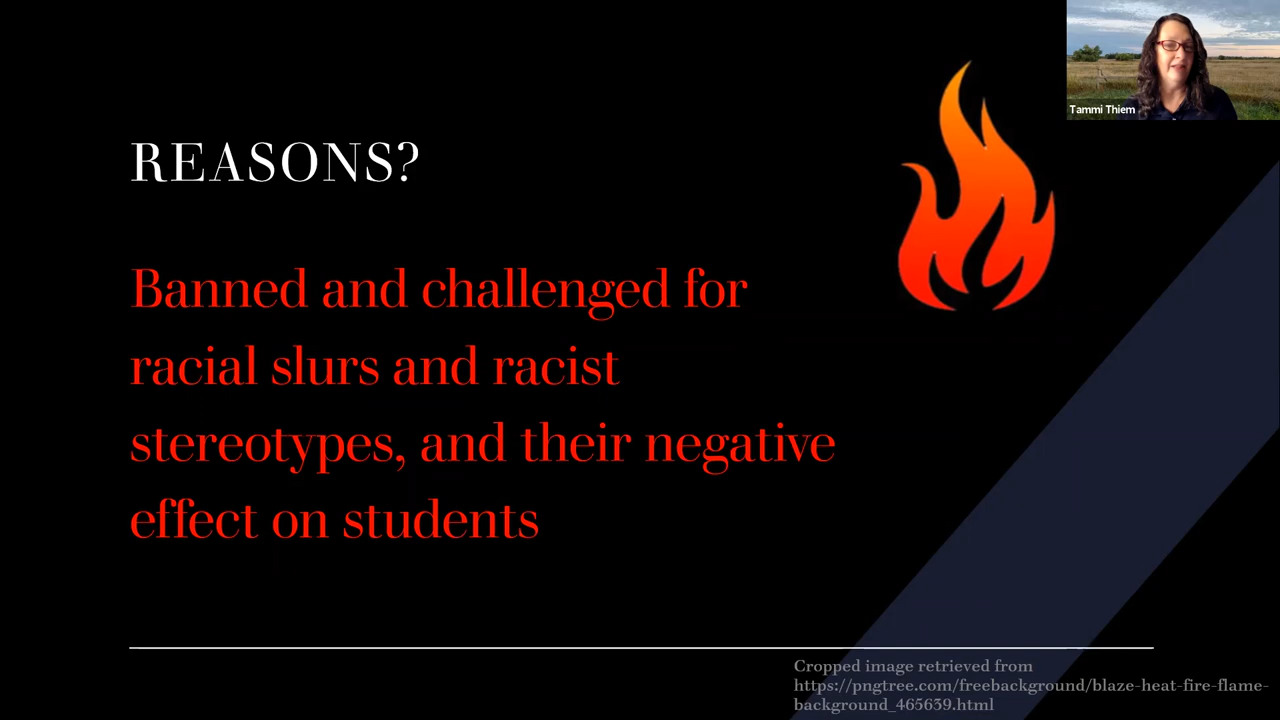 Tammi Thiem
REASONS?
Banned and challenged for
racial slurs and racist
stereotypes, and their negative
effect on students
Cropped image retrieved from
https://pngtree.com/freebackground/blaze-heat-fire-flame-
background_465639.html